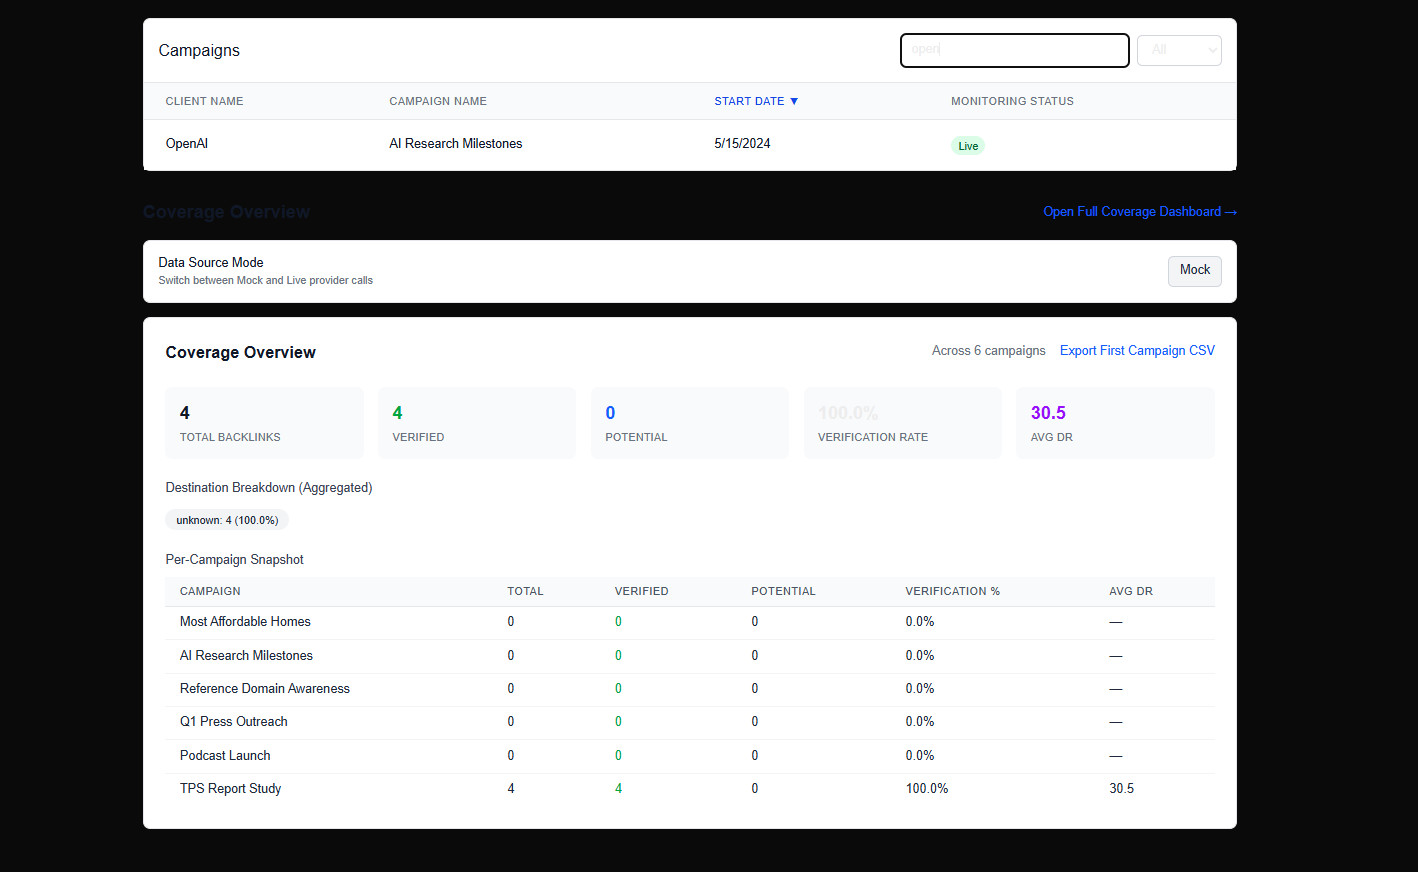 Campaigns open All
CLIENT NAME CAMPAIGN NAME START DATE ▼ MONITORING STATUS
OpenAI AI Research Milestones 5/15/2024 Live
Coverage Overview Open Full Coverage Dashboard →
Data Source Mode
Switch between Mock and Live provider calls
Mock
Coverage Overview Across 6 campaigns Export First Campaign CSV
4 4 0 100.0% 30.5
TOTAL BACKLINKS VERIFIED POTENTIAL VERIFICATION RATE AVG DR
Destination Breakdown (Aggregated)
unknown: 4 (100.0%)
Per-Campaign Snapshot
CAMPAIGN TOTAL VERIFIED POTENTIAL VERIFICATION % AVG DR
Most Affordable Homes 0 0 0 0.0% —
AI Research Milestones 0 0 0 0.0% —
Reference Domain Awareness 0 0 0 0.0% —
Q1 Press Outreach 0 0 0 0.0% —
Podcast Launch 0 0 0 0.0% —
TPS Report Study 4 4 0 100.0% 30.5